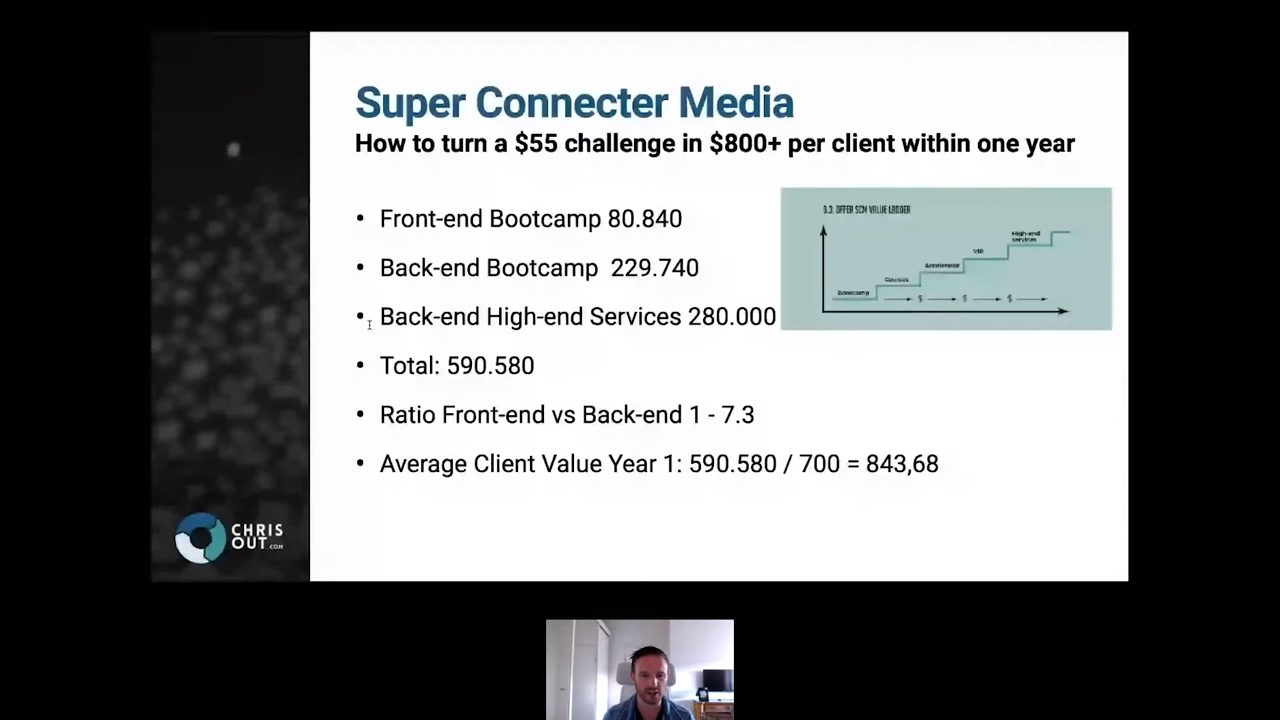 Super Connecter Media
How to turn a $55 challenge in $800+ per client within one year
• Front-end Bootcamp 80.840
• Back-end Bootcamp 229.740
• Back-end High-end Services 280.000
• Total: 590.580
• Ratio Front-end vs Back-end 1 - 7.3
• Average Client Value Year 1: 590.580 / 700 = 843,68
9.3. OFFER SCM VALUE LADDER
High-end
services
VIP
Accelerator
Courses
Bootcamp
$ $ $
CHRIS
OUT.COM